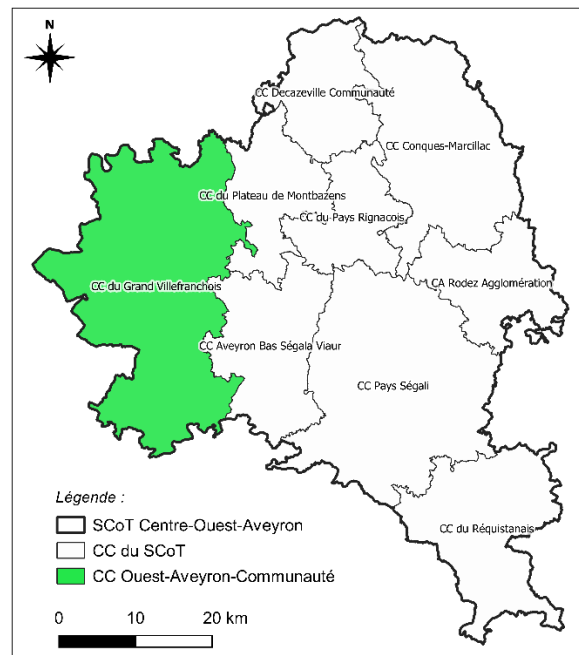 N
CC Decazeville Communauté
CC Conques-Marcillac
CC du Plateau de Montbazens
CC du Pays Rignacois
CC du Grand Villefranchois
CA Rodez Agglomération
CC Aveyron Bas Ségala Viaur
CC Pays Ségali
CC du Réquistanais
Légende :
SCoT Centre-Ouest-Aveyron
CC du SCoT
CC Ouest-Aveyron-Communauté
0 10 20 km